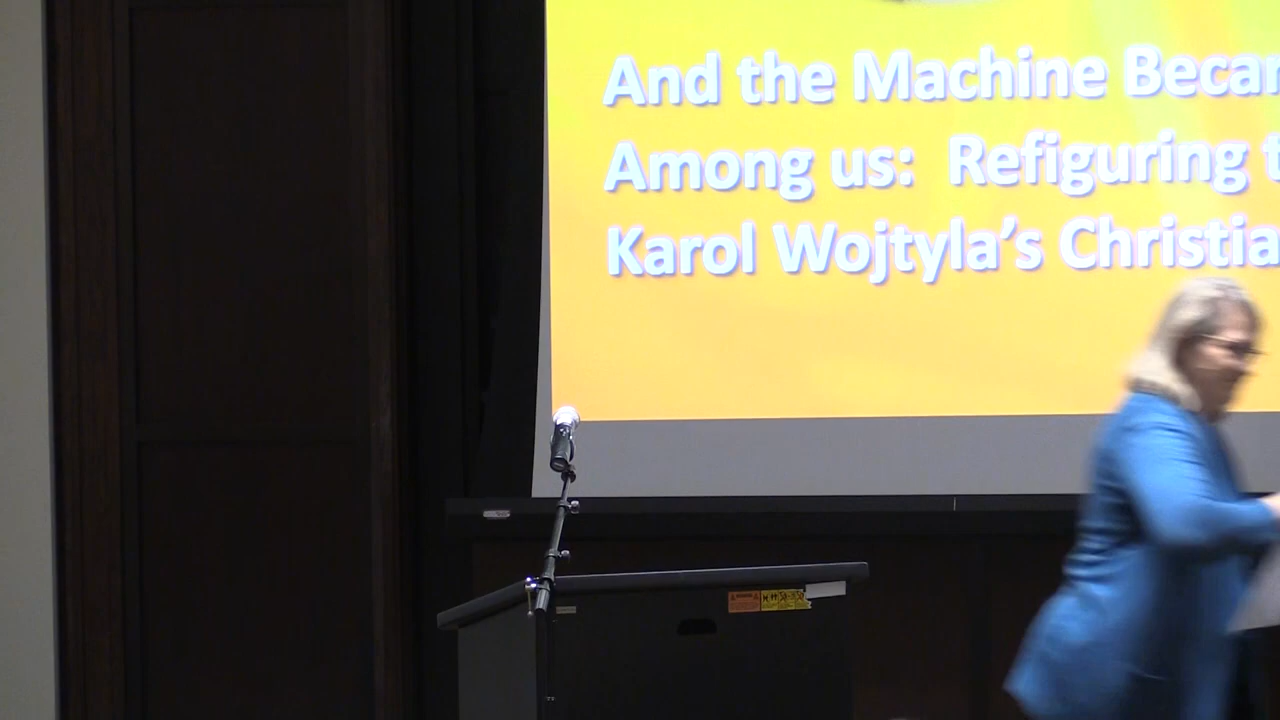 And the Machine Becam
Among us: Refiguring t
Karol Wojtyla's Christia